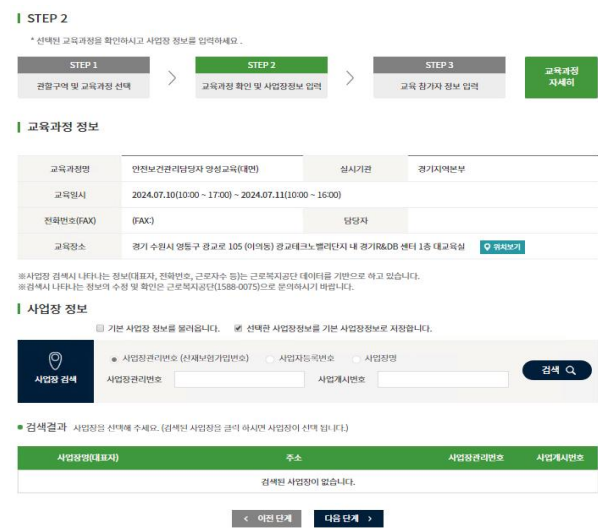 STEP 2
* 선택된 교육과정을 확인하시고 사업장 정보를 입력하세요 .
STEP 1
관할구역 및 교육과정 선택
STEP 2
교육과정 확인 및 사업장정보 입력
STEP 3
교육 참가자 정보 입력
교육과정
자세히
교육과정 정보
교육과정명 안전보건관리담당자 양성교육(대면) 실시기관 경기지역본부
교육일시 2024.07.10(10:00 ~ 17:00) ~ 2024.07.11(10:00 ~ 16:00)
전화번호(FAX) (FAX:) 담당자
교육장소 경기 수원시 영통구 광교로 105 (이의동) 광교테크노밸리단지 내 경기R&DB 센터 1층 대교육실 위치보기
※사업장 검색시 나타나는 정보(대표자, 전화번호, 근로자수 등)는 근로복지공단 데이터를 기반으로 하고 있습니다.
※검색시 나타나는 정보의 수정 및 확인은 근로복지공단(1588-0075)으로 문의하시기 바랍니다.
사업장 정보
기본 사업장 정보를 불러옵니다. 선택한 사업장정보를 기본 사업장정보로 저장합니다.
사업장 검색
사업장관리번호 (산재보험가입번호) 사업자등록번호 사업장명
사업장관리번호 사업개시번호
검색
검색결과 사업장을 선택해 주세요. (검색된 사업장을 클릭 하시면 사업장이 선택 됩니다.)
사업장명(대표자) 주소 사업장관리번호 사업개시번호
검색된 사업장이 없습니다.
< 이전 단계 다음 단계 >